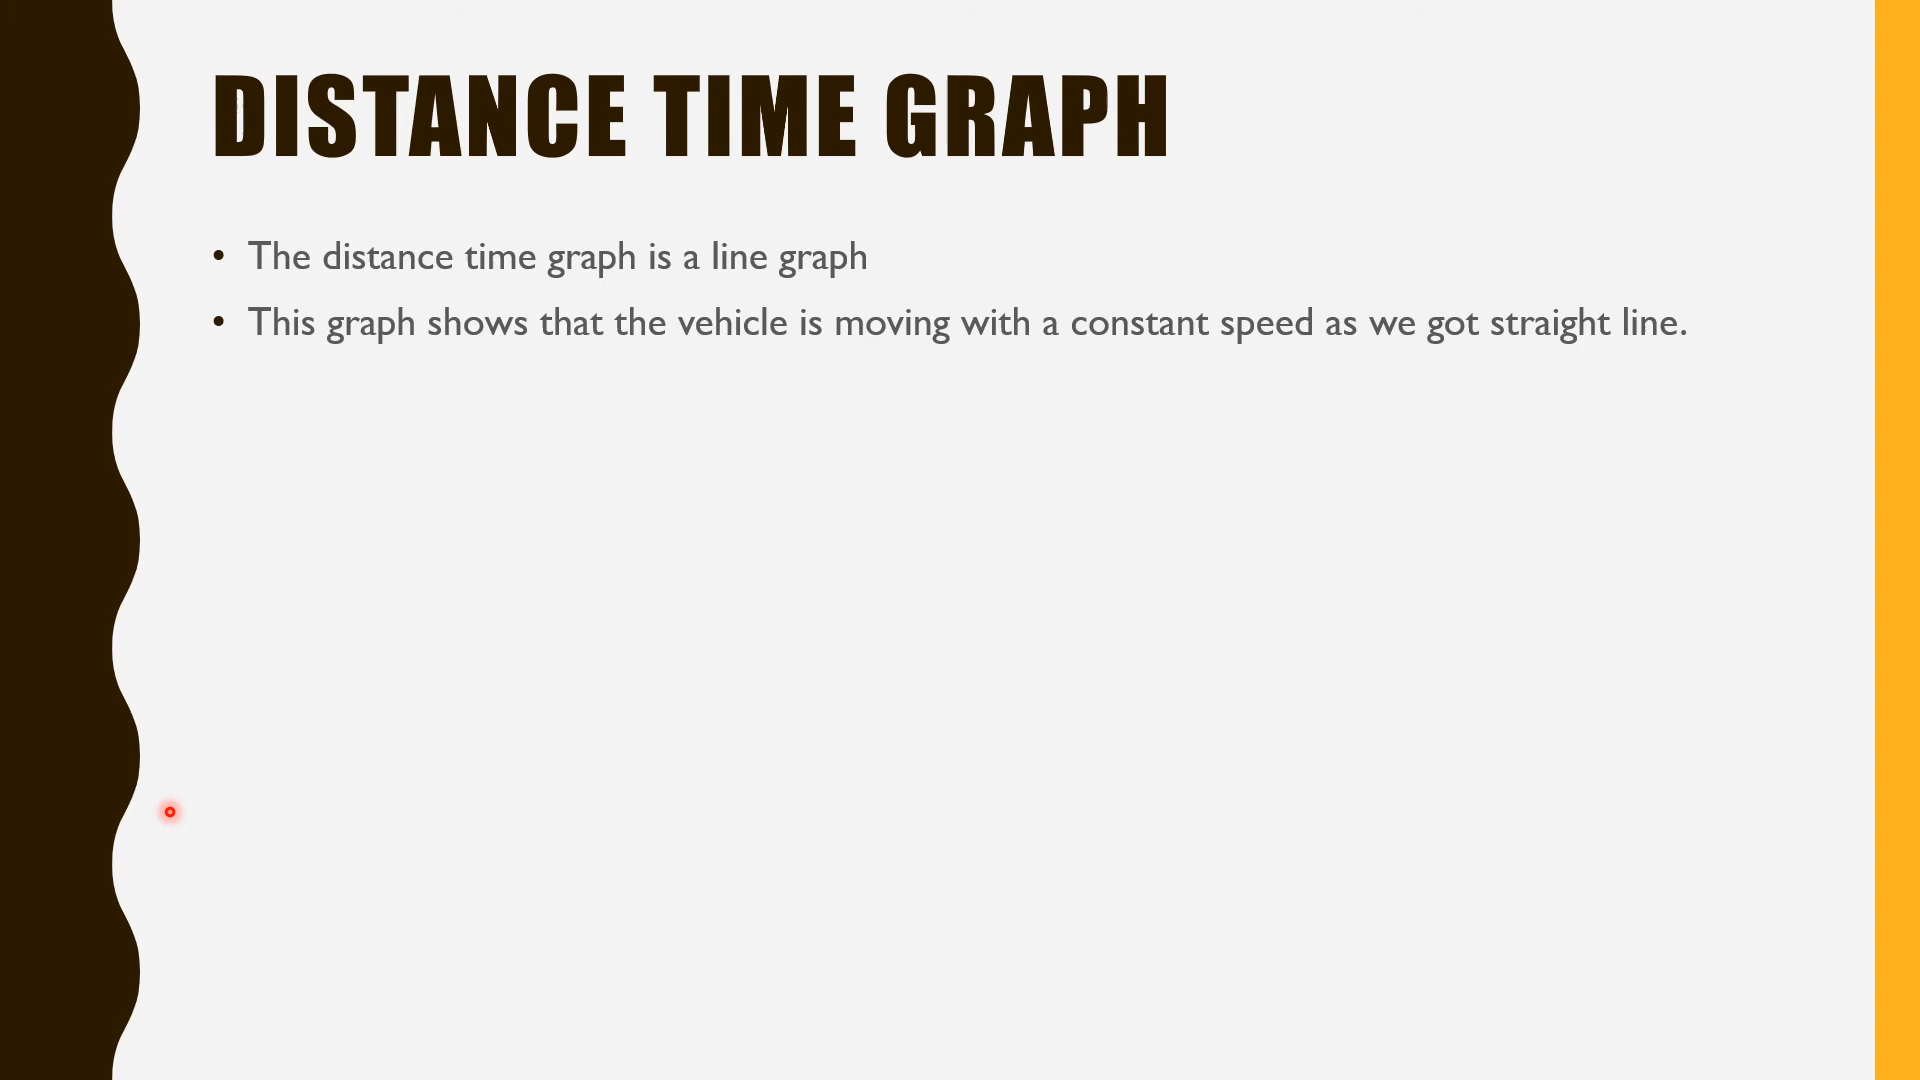 DISTANCE TIME GRAPH
• The distance time graph is a line graph
• This graph shows that the vehicle is moving with a constant speed as we got straight line.